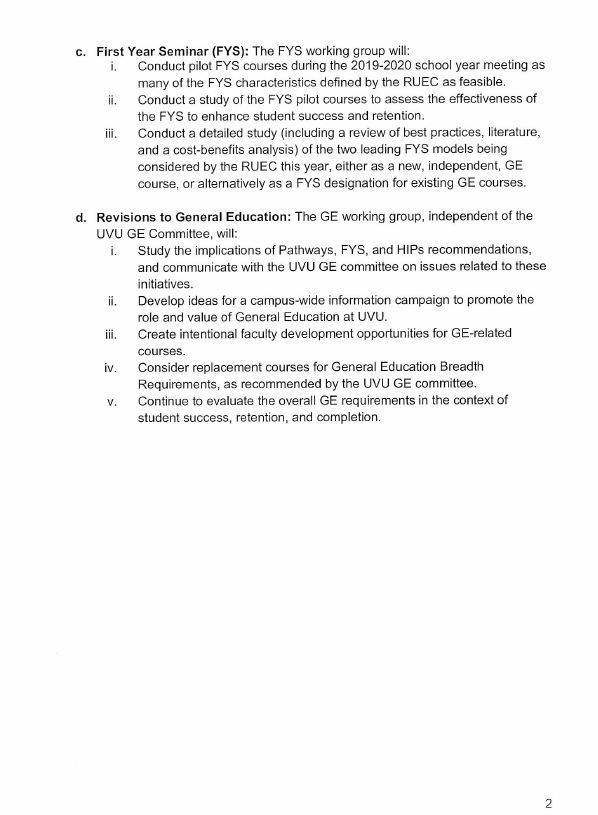 c. First Year Seminar (FYS): The FYS working group will:
i. Conduct pilot FYS courses during the 2019-2020 school year meeting as
many of the FYS characteristics defined by the RUEC as feasible.
ii. Conduct a study of the FYS pilot courses to assess the effectiveness of
the FYS to enhance student success and retention.
iii. Conduct a detailed study (including a review of best practices, literature,
and a cost-benefits analysis) of the two leading FYS models being
considered by the RUEC this year, either as a new, independent, GE
course, or alternatively as a FYS designation for existing GE courses.
d. Revisions to General Education: The GE working group, independent of the
UVU GE Committee, will:
i. Study the implications of Pathways, FYS, and HIPs recommendations,
and communicate with the UVU GE committee on issues related to these
initiatives.
ii. Develop ideas for a campus-wide information campaign to promote the
role and value of General Education at UVU.
iii. Create intentional faculty development opportunities for GE-related
courses.
iv. Consider replacement courses for General Education Breadth
Requirements, as recommended by the UVU GE committee.
v. Continue to evaluate the overall GE requirements in the context of
student success, retention, and completion.
2